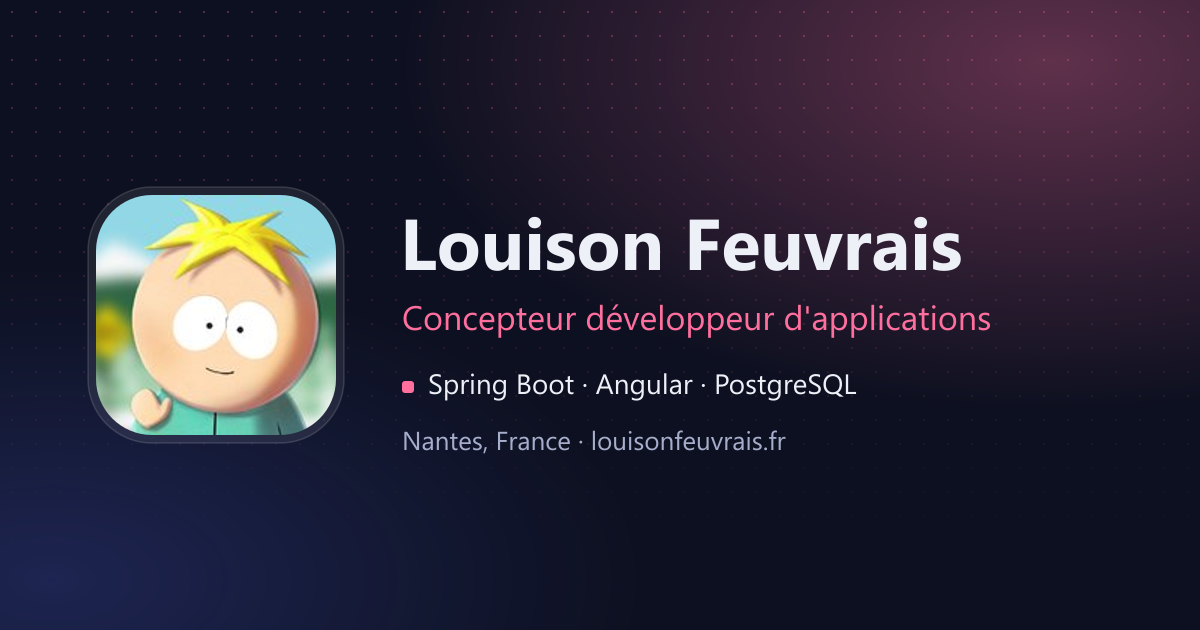 Louison Feuvrais
Concepteur développeur d'applications
Spring Boot · Angular · PostgreSQL
Nantes, France · louisonfeuvrais.fr